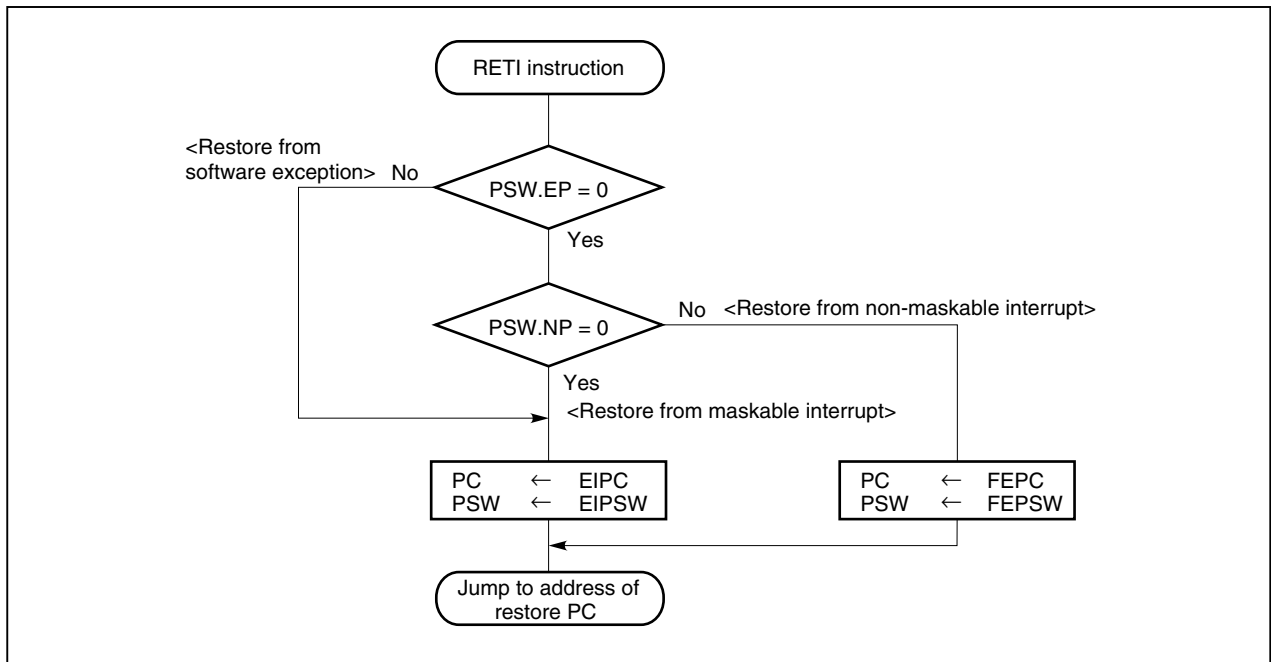 RETI instruction
<Restore from
software exception> No
PSW.EP = 0
Yes
PSW.NP = 0
No <Restore from non-maskable interrupt>
Yes
<Restore from maskable interrupt>
PC ← EIPC
PSW ← EIPSW
PC ← FEPC
PSW ← FEPSW
Jump to address of
restore PC